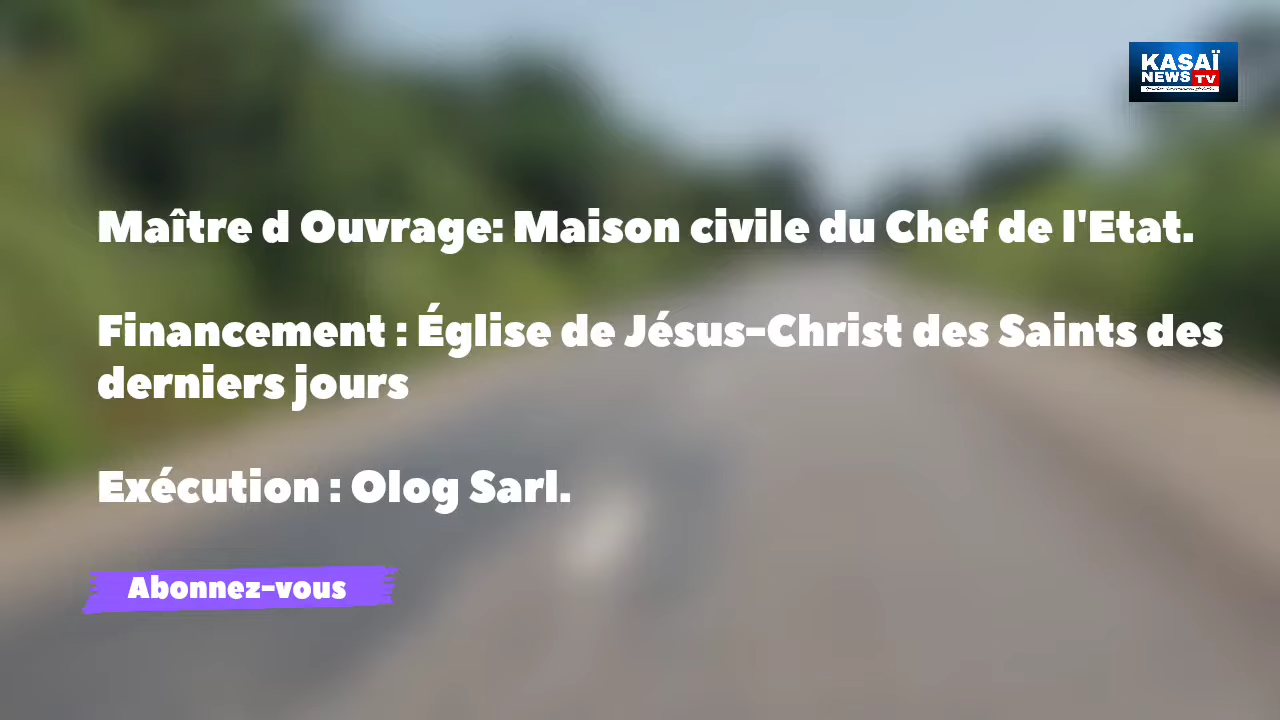 KASAÏ
NEWS TV
Maître d Ouvrage: Maison civile du Chef de l'Etat.
Financement : Église de Jésus-Christ des Saints des
derniers jours
Exécution : Olog Sarl.
Abonnez-vous